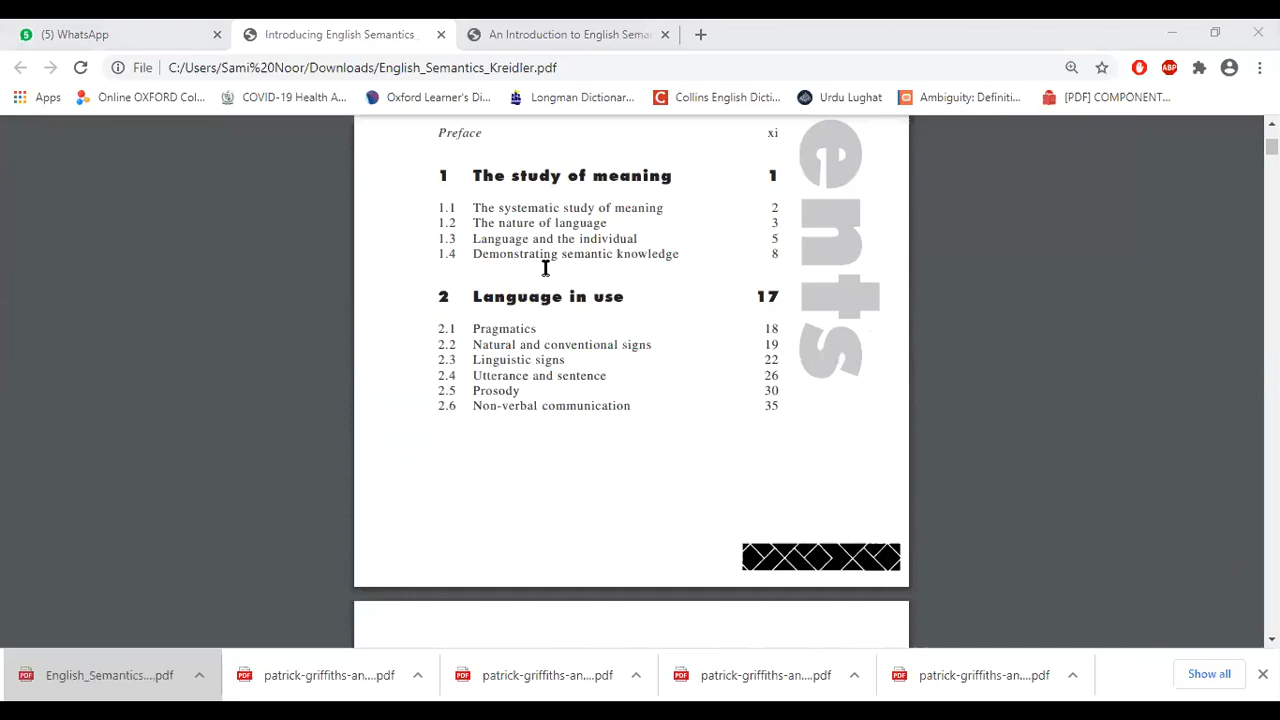 (5) WhatsApp
Introducing English Semantics
An Introduction to English Sema
File
C:/Users/Sami%20Noor/Downloads/English_Semantics_Kreidler.pdf
Apps
Online OXFORD Col...
COVID-19 Health A...
Oxford Learner's Di...
Longman Dictionar...
Collins English Dicti...
Urdu Lughat
Ambiguity: Definiti...
[PDF] COMPONENT...
Preface xi
1 The study of meaning 1
1.1 The systematic study of meaning 2
1.2 The nature of language 3
1.3 Language and the individual 5
1.4 Demonstrating semantic knowledge 8
2 Language in use 17
2.1 Pragmatics 18
2.2 Natural and conventional signs 19
2.3 Linguistic signs 22
2.4 Utterance and sentence 26
2.5 Prosody 30
2.6 Non-verbal communication 35
ents
English_Semantics....pdf
patrick-griffiths-an....pdf
patrick-griffiths-an....pdf
patrick-griffiths-an....pdf
patrick-griffiths-an....pdf
Show all